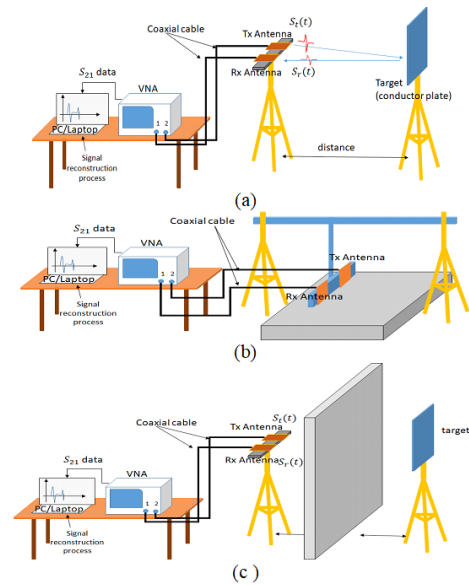 Coaxial cable
Tx Antenna
S_t(t)
S_21 data
VNA
S_r(t)
Rx Antenna
1 2
PC/Laptop
Target
(conductor plate)
Signal
reconstruction
process
distance
(a)
Coaxial cable
S_21 data
VNA
Tx Antenna
1 2
Rx Antenna
PC/Laptop
Signal
reconstruction
process
(b)
S_t(t)
Coaxial cable
Tx Antenna
target
S_21 data
Rx Antenna S_r(t)
VNA
1 2
PC/Laptop
Signal
reconstruction
process
(c )